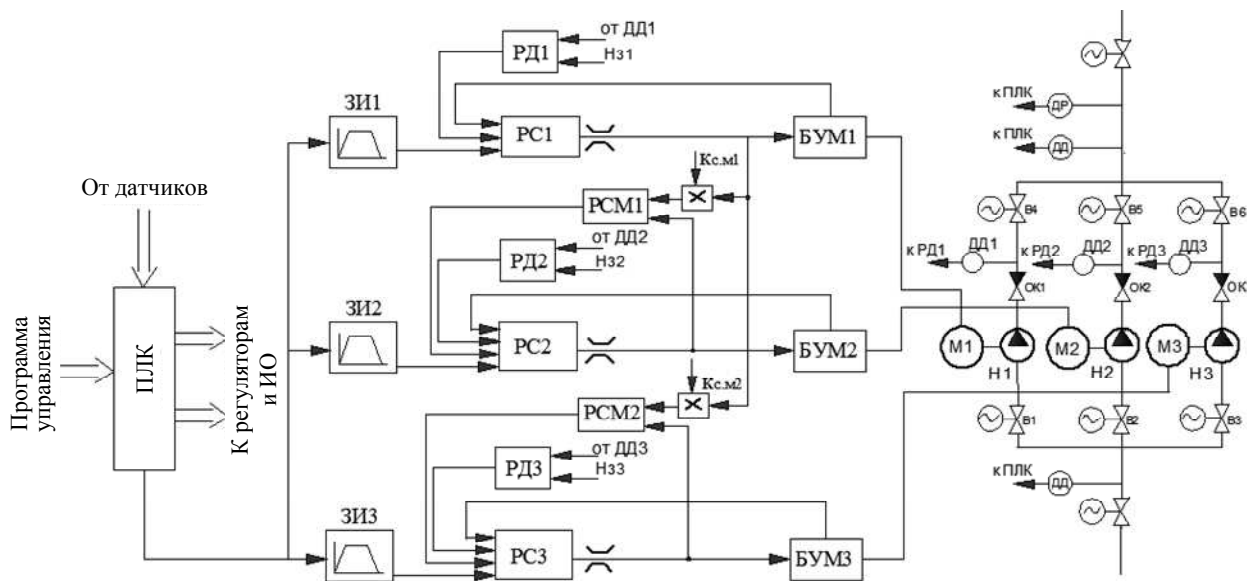 От датчиков
Программа
управления
ПЛК
К регуляторам
и ИО
ЗИ1
РД1
от ДД1
Нз1
РС1
БУМ1
Кс.м1
РСМ1
РД2
от ДД2
Нз2
ЗИ2
РС2
БУМ2
Кс.м2
РСМ2
РД3
от ДД3
Нз3
ЗИ3
РС3
БУМ3
к ПЛК
ДР
к ПЛК
ДД
В4
В5
В6
к РД1
ДД1
к РД2
ДД2
к РД3
ДД3
ОК1
ОК2
ОК
М1
Н1
М2
Н2
М3
Н3
В1
В2
В3
к ПЛК
ДД